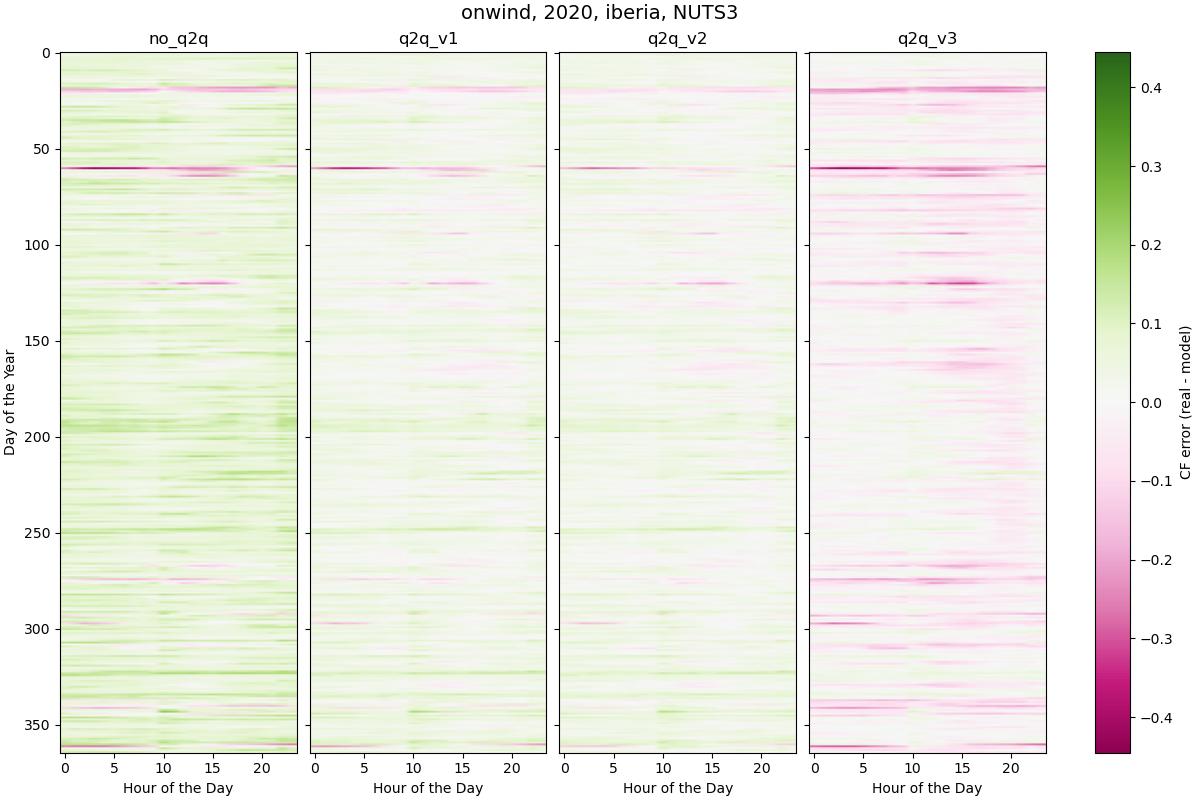 onwind, 2020, iberia, NUTS3
no_q2q
q2q_v1
q2q_v2
q2q_v3
Day of the Year
0
50
100
150
200
250
300
350
0 5 10 15 20
0 5 10 15 20
0 5 10 15 20
0 5 10 15 20
Hour of the Day
Hour of the Day
Hour of the Day
Hour of the Day
0.4
0.3
0.2
0.1
0.0
−0.1
−0.2
−0.3
−0.4
CF error (real - model)